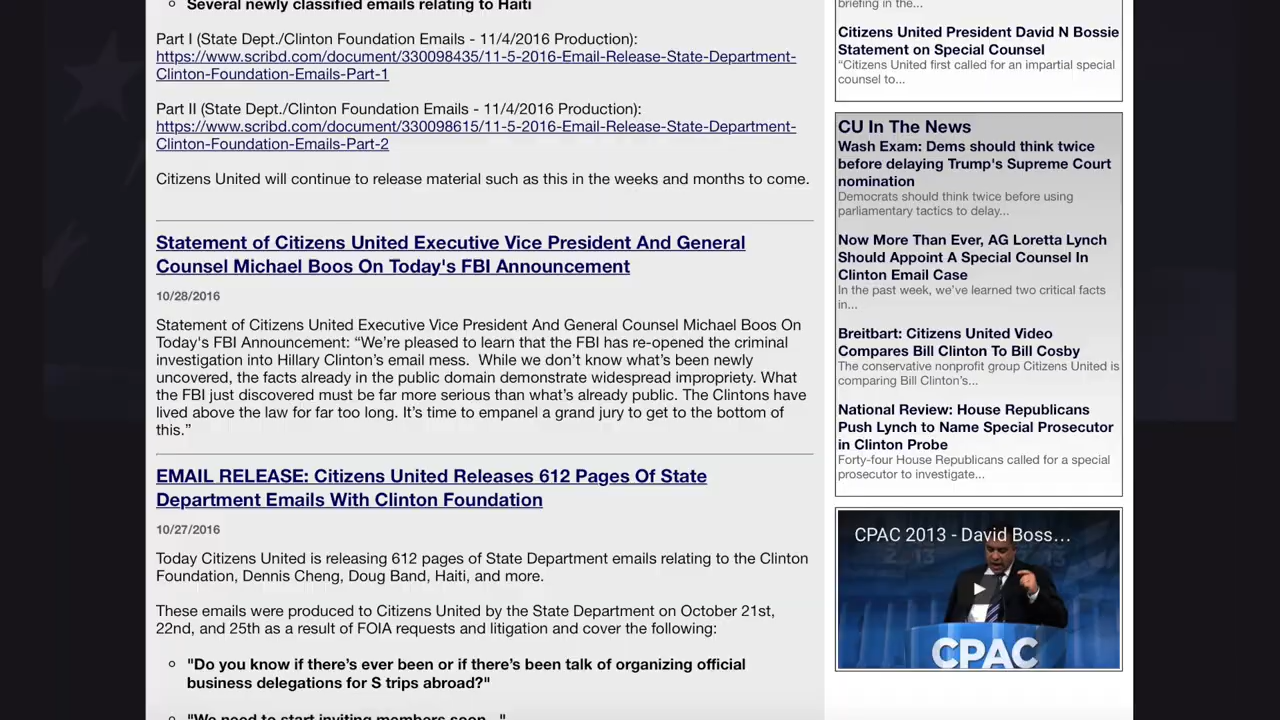 Several newly classified emails relating to Haiti
Part I (State Dept./Clinton Foundation Emails - 11/4/2016 Production):
https://www.scribd.com/document/330098435/11-5-2016-Email-Release-State-Department-
Clinton-Foundation-Emails-Part-1
Part II (State Dept./Clinton Foundation Emails - 11/4/2016 Production):
https://www.scribd.com/document/330098615/11-5-2016-Email-Release-State-Department-
Clinton-Foundation-Emails-Part-2
Citizens United will continue to release material such as this in the weeks and months to come.
Statement of Citizens United Executive Vice President And General
Counsel Michael Boos On Today's FBI Announcement
10/28/2016
Statement of Citizens United Executive Vice President And General Counsel Michael Boos On
Today's FBI Announcement: “We’re pleased to learn that the FBI has re-opened the criminal
investigation into Hillary Clinton’s email mess.  While we don’t know what’s been newly
uncovered, the facts already in the public domain demonstrate widespread impropriety. What
the FBI just discovered must be far more serious than what’s already public. The Clintons have
lived above the law for far too long. It’s time to empanel a grand jury to get to the bottom of
this.”
EMAIL RELEASE: Citizens United Releases 612 Pages Of State
Department Emails With Clinton Foundation
10/27/2016
Today Citizens United is releasing 612 pages of State Department emails relating to the Clinton
Foundation, Dennis Cheng, Doug Band, Haiti, and more.
These emails were produced to Citizens United by the State Department on October 21st,
22nd, and 25th as a result of FOIA requests and litigation and cover the following:
"Do you know if there’s ever been or if there’s been talk of organizing official
business delegations for S trips abroad?"
"We need to start inviting members soon..."
briefing in the...
Citizens United President David N Bossie
Statement on Special Counsel
“Citizens United first called for an impartial special
counsel to...
CU In The News
Wash Exam: Dems should think twice
before delaying Trump's Supreme Court
nomination
Democrats should think twice before using
parliamentary tactics to delay...
Now More Than Ever, AG Loretta Lynch
Should Appoint A Special Counsel In
Clinton Email Case
In the past week, we’ve learned two critical facts
in...
Breitbart: Citizens United Video
Compares Bill Clinton To Bill Cosby
The conservative nonprofit group Citizens United is
comparing Bill Clinton’s...
National Review: House Republicans
Push Lynch to Name Special Prosecutor
in Clinton Probe
Forty-four House Republicans called for a special
prosecutor to investigate...
CPAC 2013 - David Boss...
CPAC